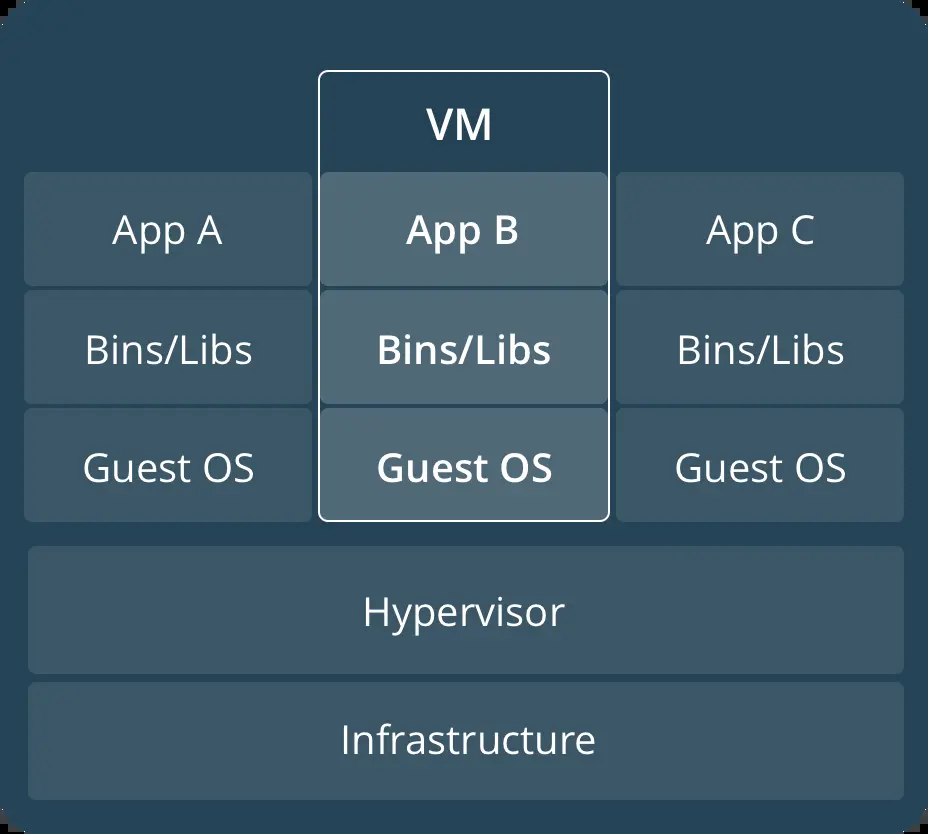 VM
App A
App B
App C
Bins/Libs
Bins/Libs
Bins/Libs
Guest OS
Guest OS
Guest OS
Hypervisor
Infrastructure